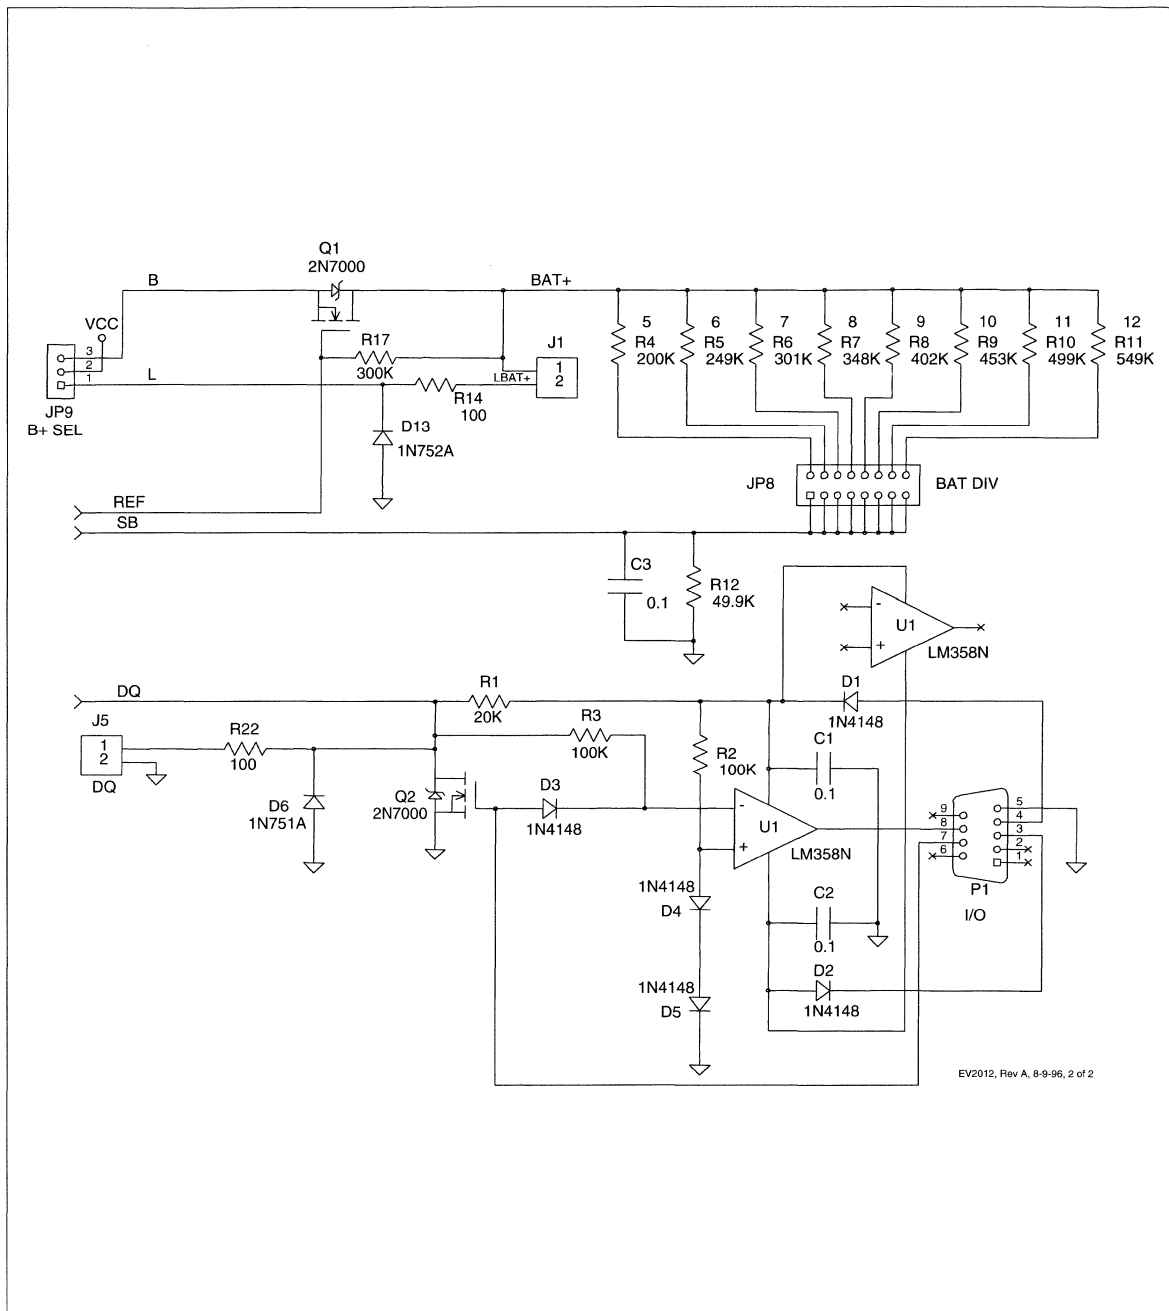 Q1
2N7000
B
BAT+
VCC
3
2
1
JP9
B+ SEL
L
R17
300K
R14
100
LBAT+
J1
1
2
D13
1N752A
5
R4
200K
6
R5
249K
7
R6
301K
8
R7
348K
9
R8
402K
10
R9
453K
11
R10
499K
12
R11
549K
JP8
BAT DIV
REF
SB
C3
0.1
R12
49.9K
-
+
U1
LM358N
DQ
R1
20K
D1
1N4148
J5
1
2
DQ
R22
100
R3
100K
R2
100K
C1
0.1
D6
1N751A
Q2
2N7000
D3
1N4148
-
+
U1
LM358N
9
8
7
6
5
4
3
2
1
P1
I/O
1N4148
D4
C2
0.1
D2
1N4148
1N4148
D5
EV2012, Rev A, 8-9-96, 2 of 2